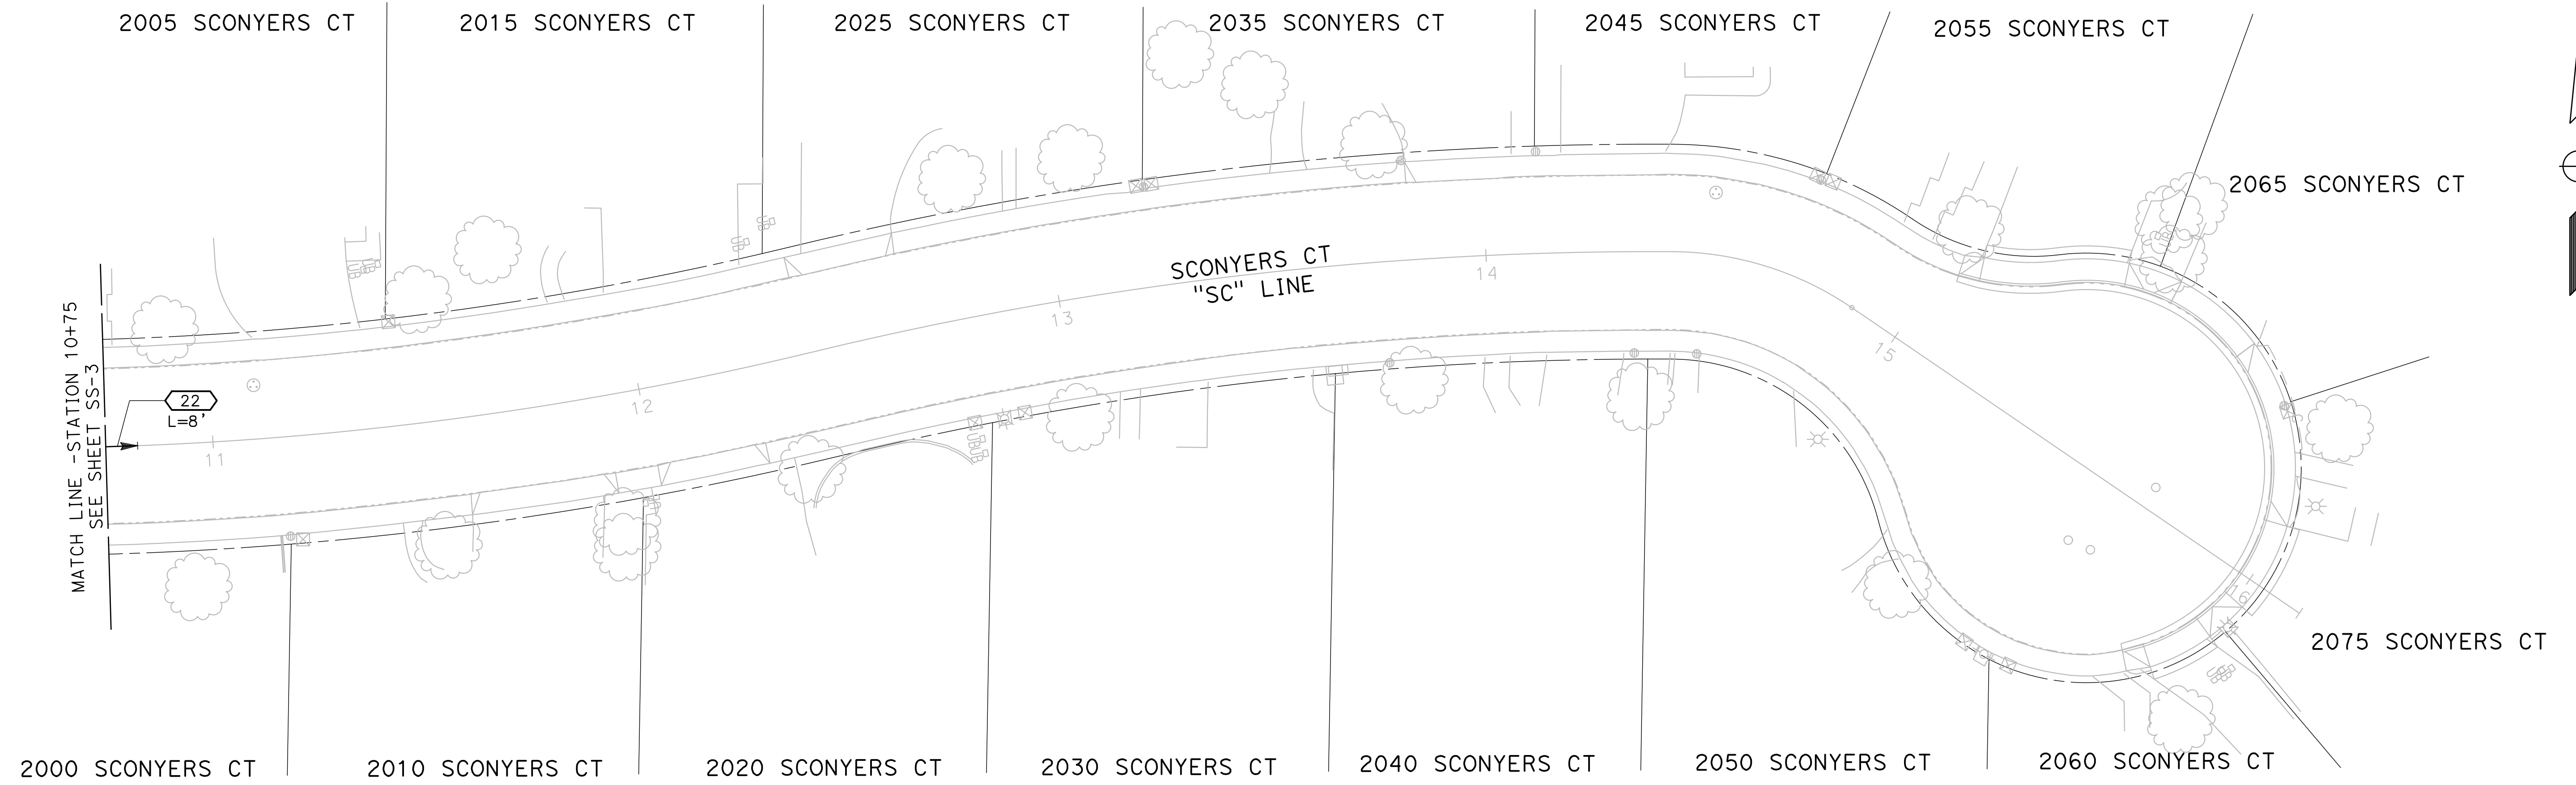 2005 SCONYERS CT
2015 SCONYERS CT
2025 SCONYERS CT
2035 SCONYERS CT
2045 SCONYERS CT
2055 SCONYERS CT
2065 SCONYERS CT
SCONYERS CT
"SC" LINE
MATCH LINE -STATION 10+75
SEE SHEET SS-3
22
L=8'
11
12
13
14
15
16
2075 SCONYERS CT
2000 SCONYERS CT
2010 SCONYERS CT
2020 SCONYERS CT
2030 SCONYERS CT
2040 SCONYERS CT
2050 SCONYERS CT
2060 SCONYERS CT